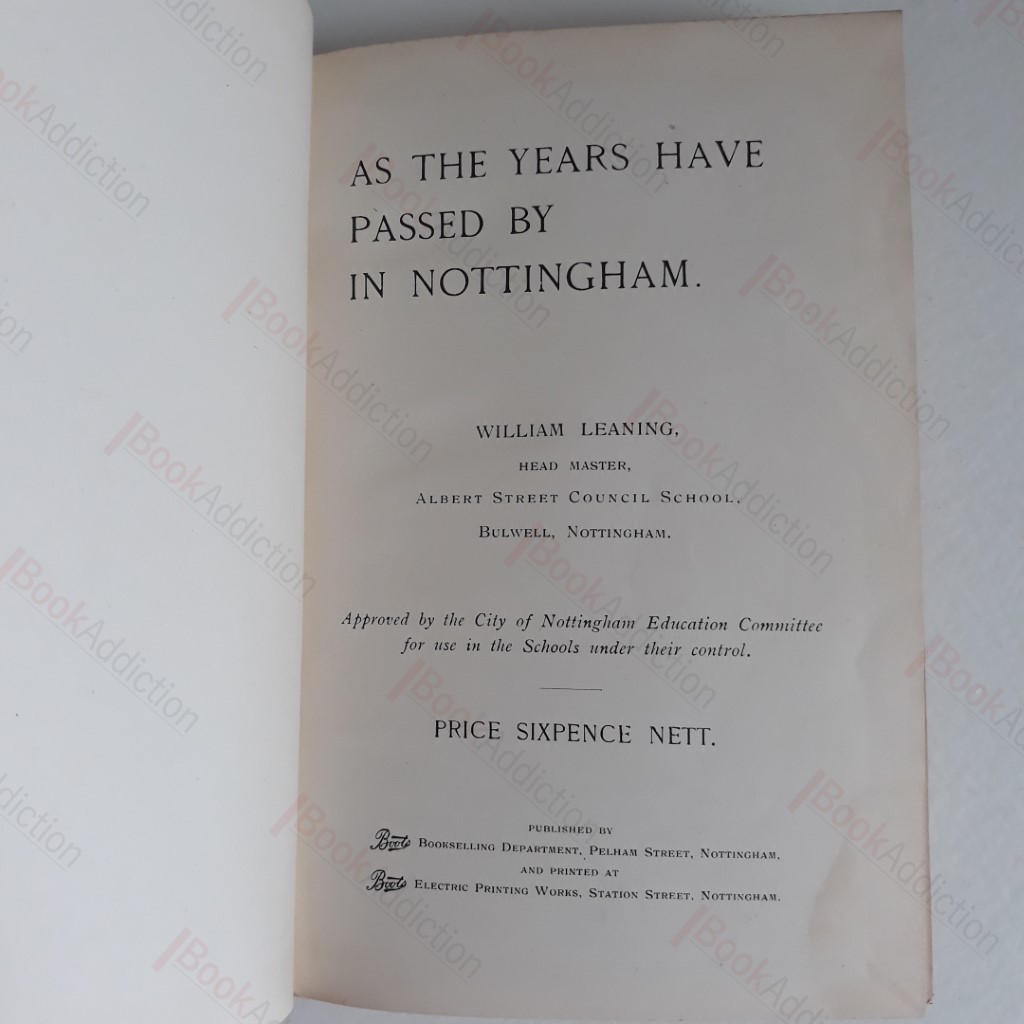 AS THE YEARS HAVE
PASSED BY
IN NOTTINGHAM.
WILLIAM LEANING,
HEAD MASTER,
ALBERT STREET COUNCIL SCHOOL,
BULWELL, NOTTINGHAM.
Approved by the City of Nottingham Education Committee
for use in the Schools under their control.
PRICE SIXPENCE NETT.
PUBLISHED BY
Boots BOOKSELLING DEPARTMENT, PELHAM STREET, NOTTINGHAM.
AND PRINTED AT
Boots ELECTRIC PRINTING WORKS, STATION STREET, NOTTINGHAM.
BookAddiction